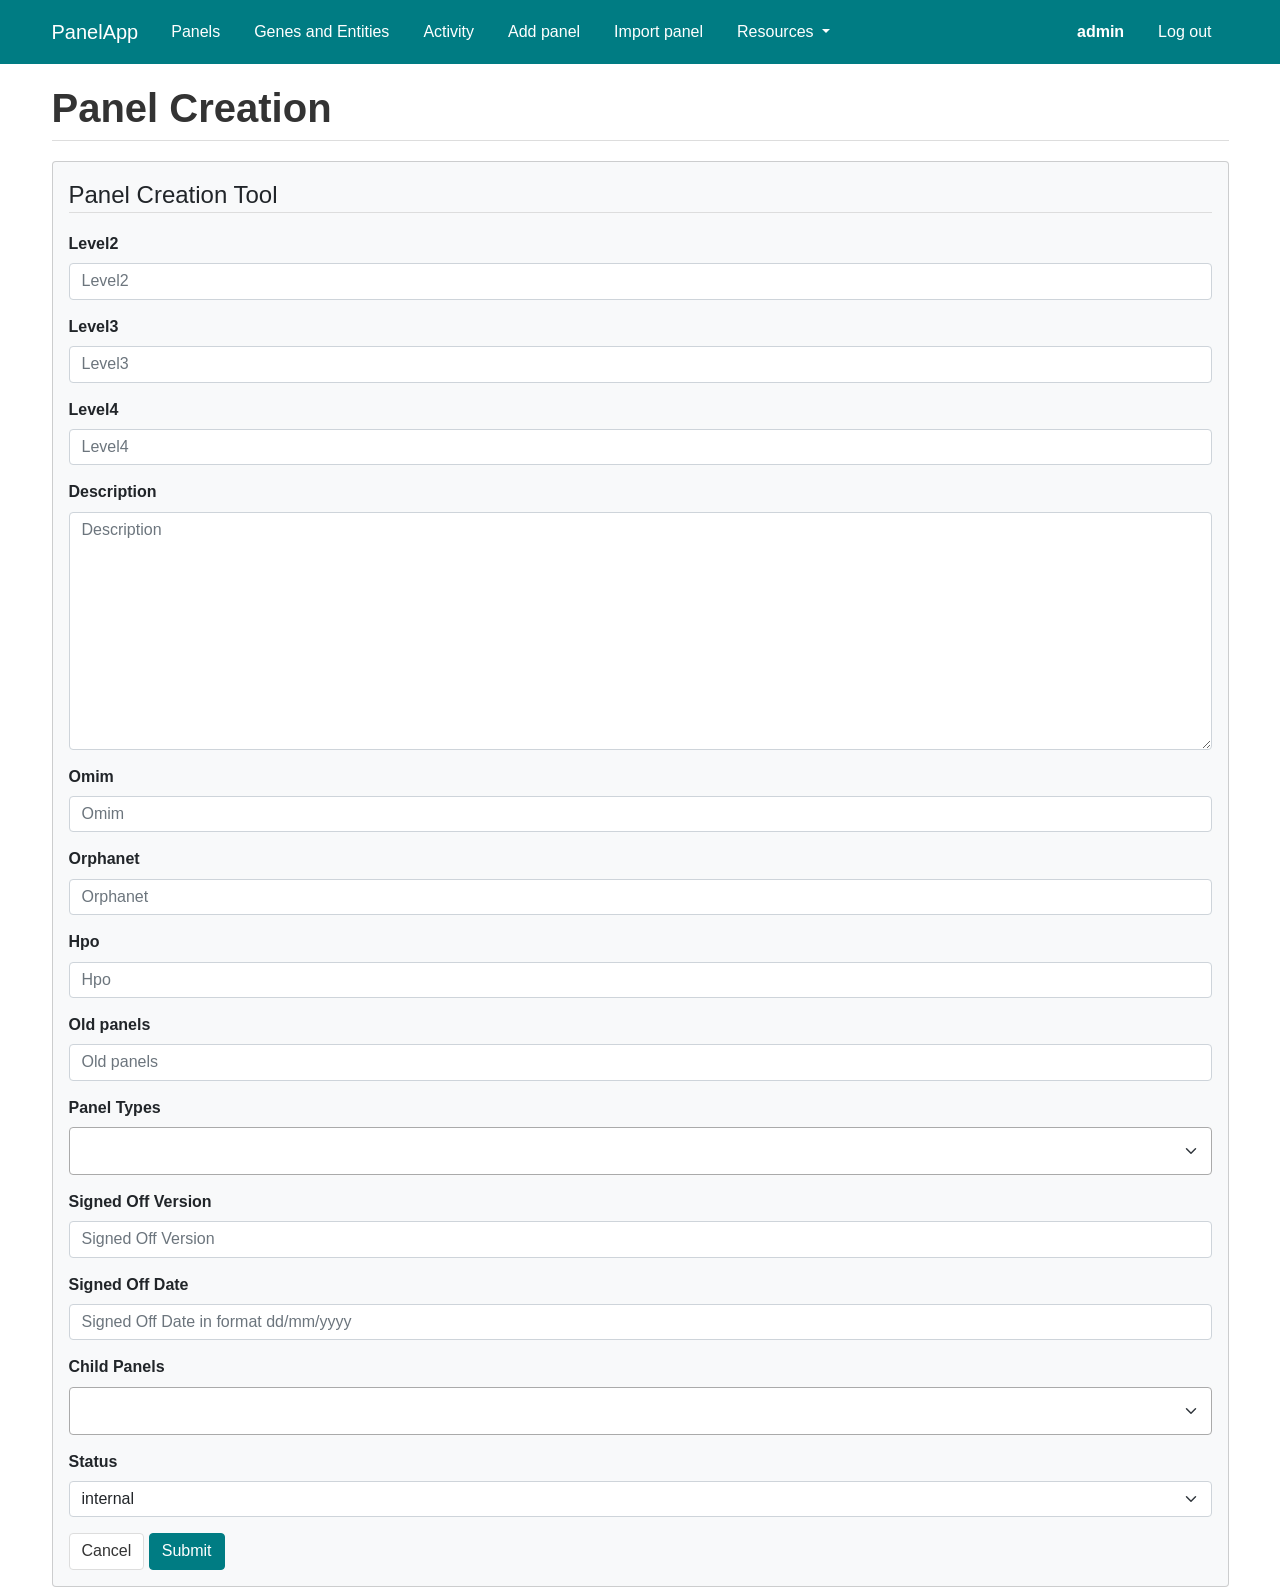 PanelApp Panels Genes and Entities Activity Add panel Import panel Resources admin Log out
Panel Creation
Panel Creation Tool
Level2
Level2
Level3
Level3
Level4
Level4
Description
Description
Omim
Omim
Orphanet
Orphanet
Hpo
Hpo
Old panels
Old panels
Panel Types
Signed Off Version
Signed Off Version
Signed Off Date
Signed Off Date in format dd/mm/yyyy
Child Panels
Status
internal
Cancel Submit